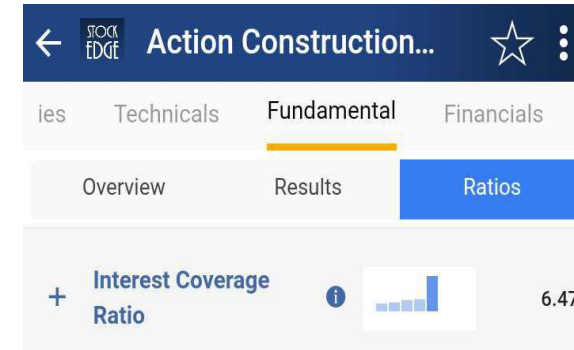 STOCK EDGE Action Construction...
ies Technicals Fundamental Financials
Overview Results Ratios
+ Interest Coverage Ratio 6.47